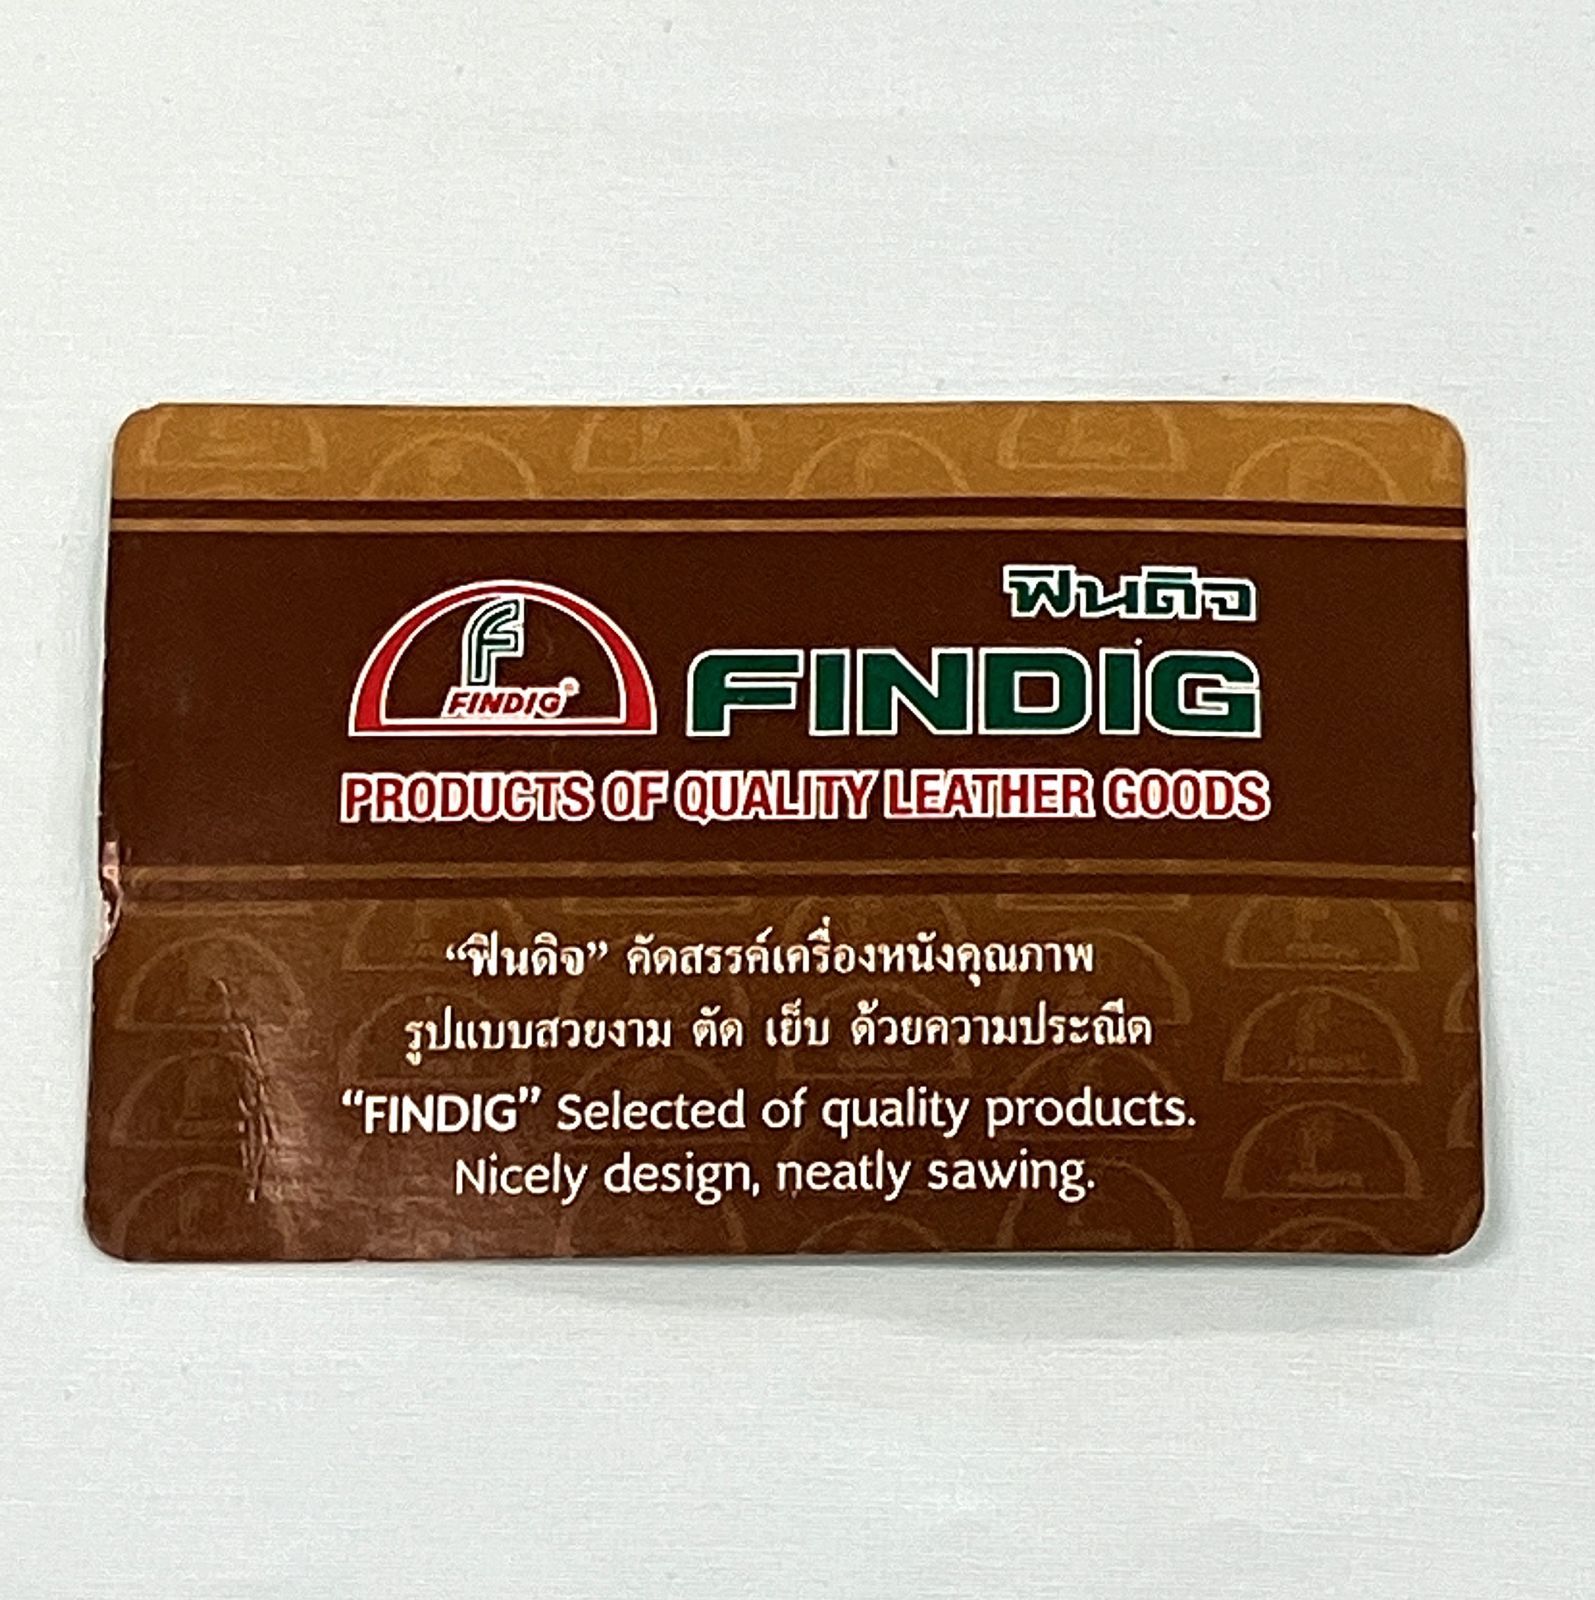 ฟินดิจ
F
FINDIG®
FINDIG
PRODUCTS OF QUALITY LEATHER GOODS
“ฟินดิจ” คัดสรรค์เครื่องหนังคุณภาพ
รูปแบบสวยงาม ตัด เย็บ ด้วยความประณีต
“FINDIG” Selected of quality products.
Nicely design, neatly sawing.